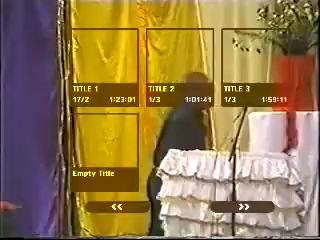 TITLE 1
17/2 1:23:01
TITLE 2
1/3 1:01:41
TITLE 3
1/3 1:59:11
Empty Title
<<
>>